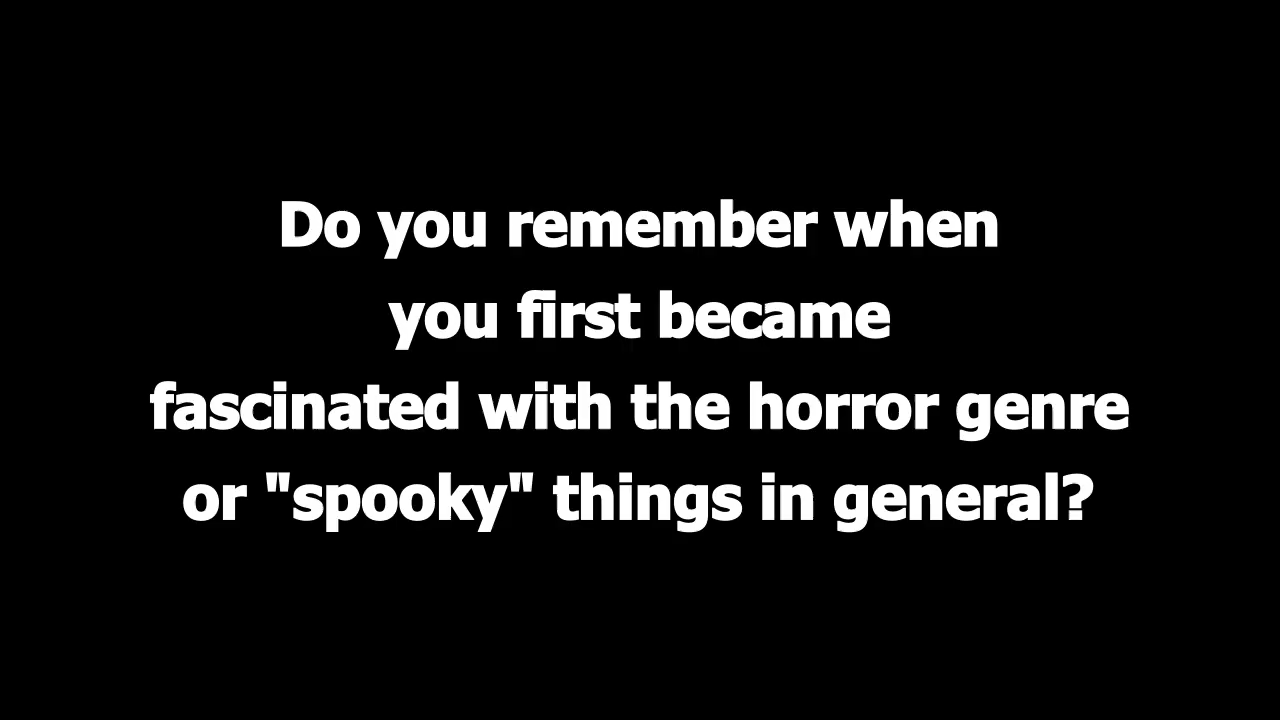 Do you remember when
you first became
fascinated with the horror genre
or "spooky" things in general?